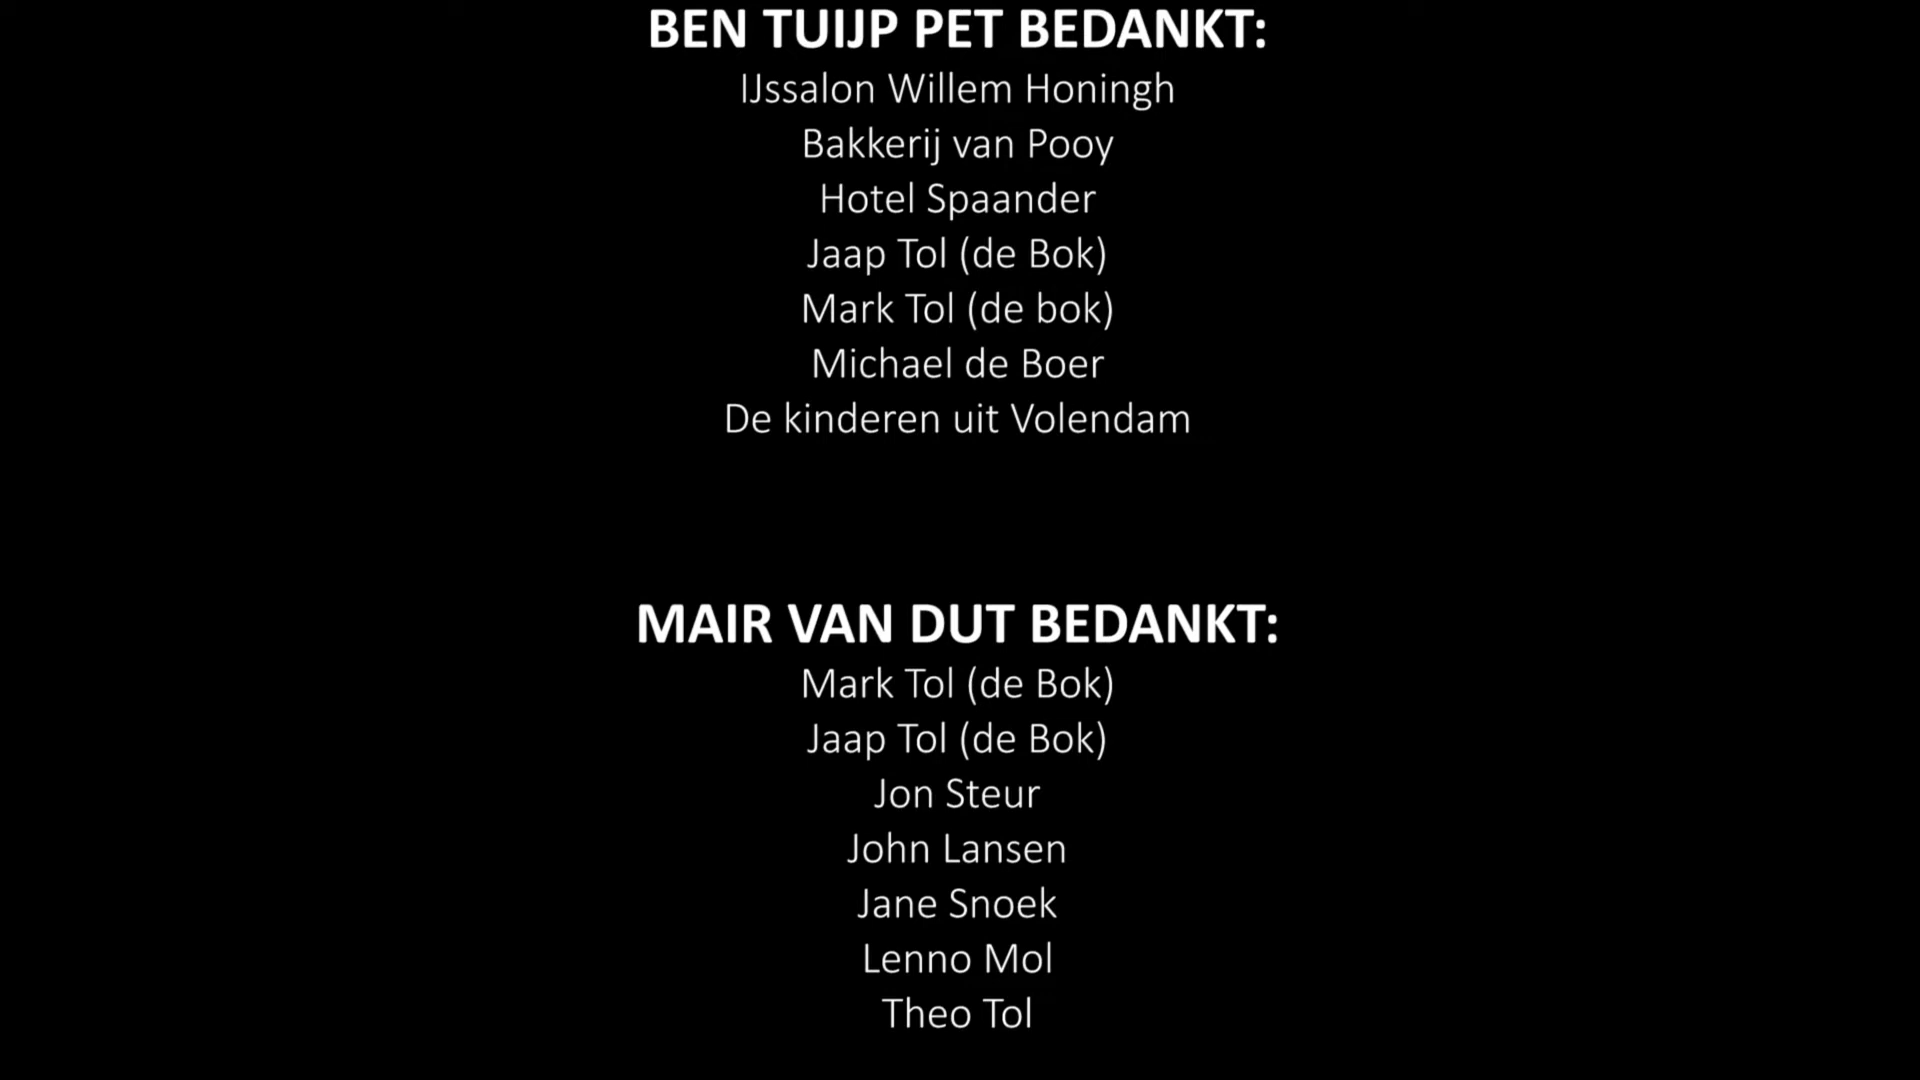 BEN TUIJP PET BEDANKT:
IJssalon Willem Honingh
Bakkerij van Pooy
Hotel Spaander
Jaap Tol (de Bok)
Mark Tol (de bok)
Michael de Boer
De kinderen uit Volendam
MAIR VAN DUT BEDANKT:
Mark Tol (de Bok)
Jaap Tol (de Bok)
Jon Steur
John Lansen
Jane Snoek
Lenno Mol
Theo Tol